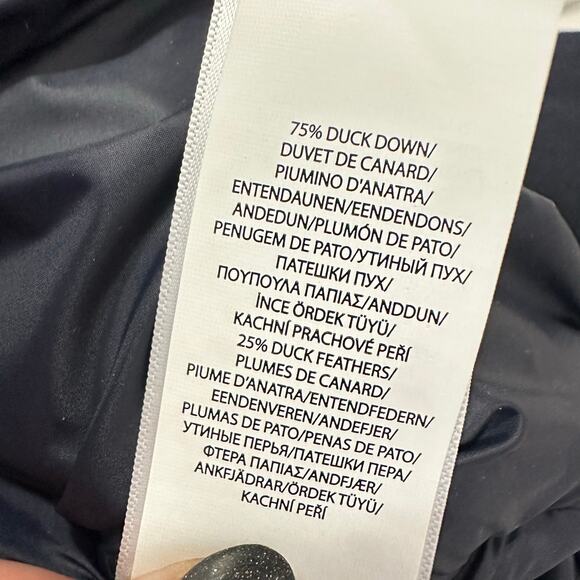 75% DUCK DOWN/
DUVET DE CANARD/
PIUMINO D'ANATRA/
ENTENDAUNEN/EENDENDONS/
ANDEDUN/PLUMÓN DE PATO/
PENUGEM DE PATO/УТИНЫЙ ПУХ/
ПАТЕШКИ ПУХ/
ΠΟΥΠΟΥΛΑ ΠΑΠΙΑΣ/ANDDUN/
İNCE ÖRDEK TÜYÜ/
KACHNÍ PRACHOVÉ PEŘÍ
25% DUCK FEATHERS/
PLUMES DE CANARD/
PIUME D'ANATRA/ENTENDFEDERN/
EENDENVEREN/ANDEFJER/
PLUMAS DE PATO/PENAS DE PATO/
УТИНЫЕ ПЕРЬЯ/ПАТЕШКИ ПЕРА/
ΦΤΕΡΑ ΠΑΠΙΑΣ/ANDFJÆR/
ANKFJÄDRAR/ÖRDEK TÜYÜ/
KACHNÍ PEŘÍ